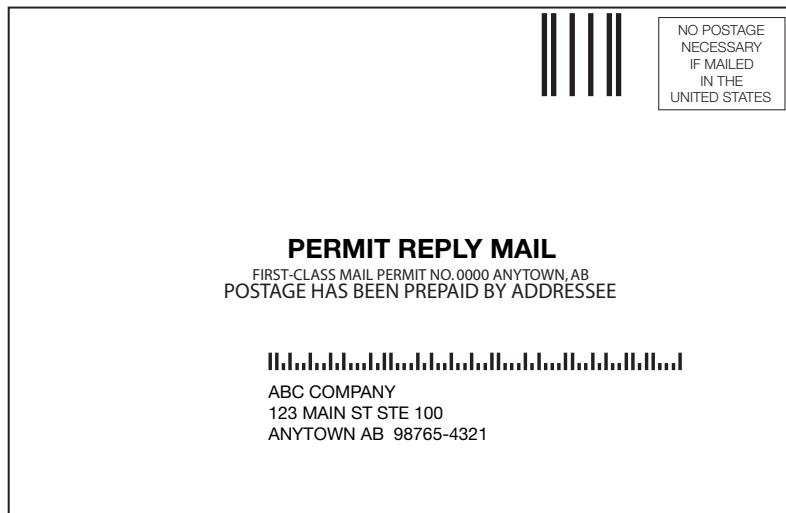 NO POSTAGE
NECESSARY
IF MAILED
IN THE
UNITED STATES
PERMIT REPLY MAIL
FIRST-CLASS MAIL PERMIT NO. 0000 ANYTOWN, AB
POSTAGE HAS BEEN PREPAID BY ADDRESSEE
ABC COMPANY
123 MAIN ST STE 100
ANYTOWN AB  98765-4321